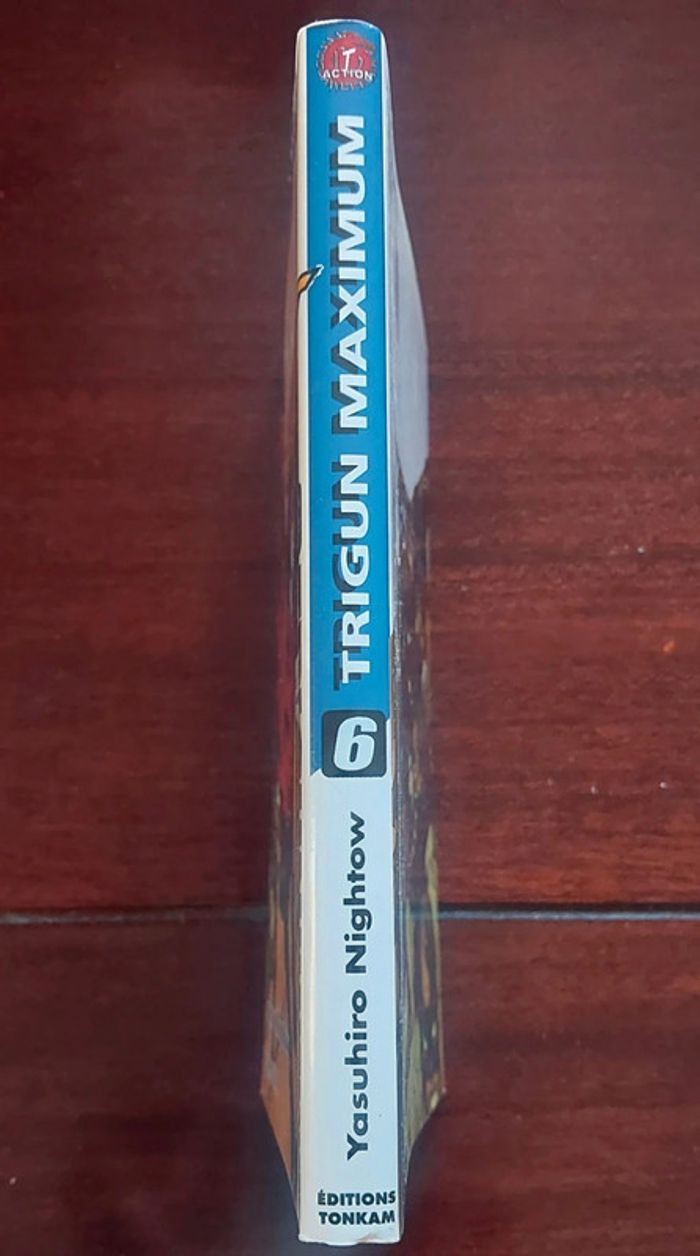 T
ACTION
TRIGUN MAXIMUM
6
Yasuhiro Nightow
ÉDITIONS
TONKAM